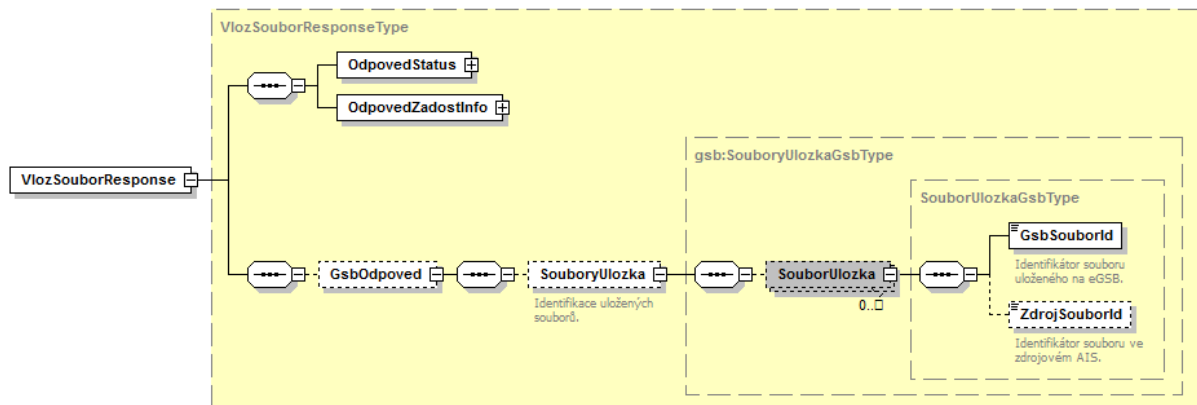 VlozSouborResponseType
OdpovedStatus
OdpovedZadostInfo
gsb:SouboryUlozkaGsbType
VlozSouborResponse
SouborUlozkaGsbType
GsbSouborId
Identifikátor souboru
uloženého na eGSB.
GsbOdpoved
SouboryUlozka
Identifikace uložených
souborů.
SouborUlozka
0..□
ZdrojSouborId
Identifikátor souboru ve
zdrojovém AIS.